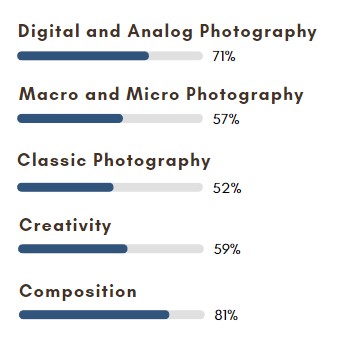 Digital and Analog Photography
71%
Macro and Micro Photography
57%
Classic Photography
52%
Creativity
59%
Composition
81%